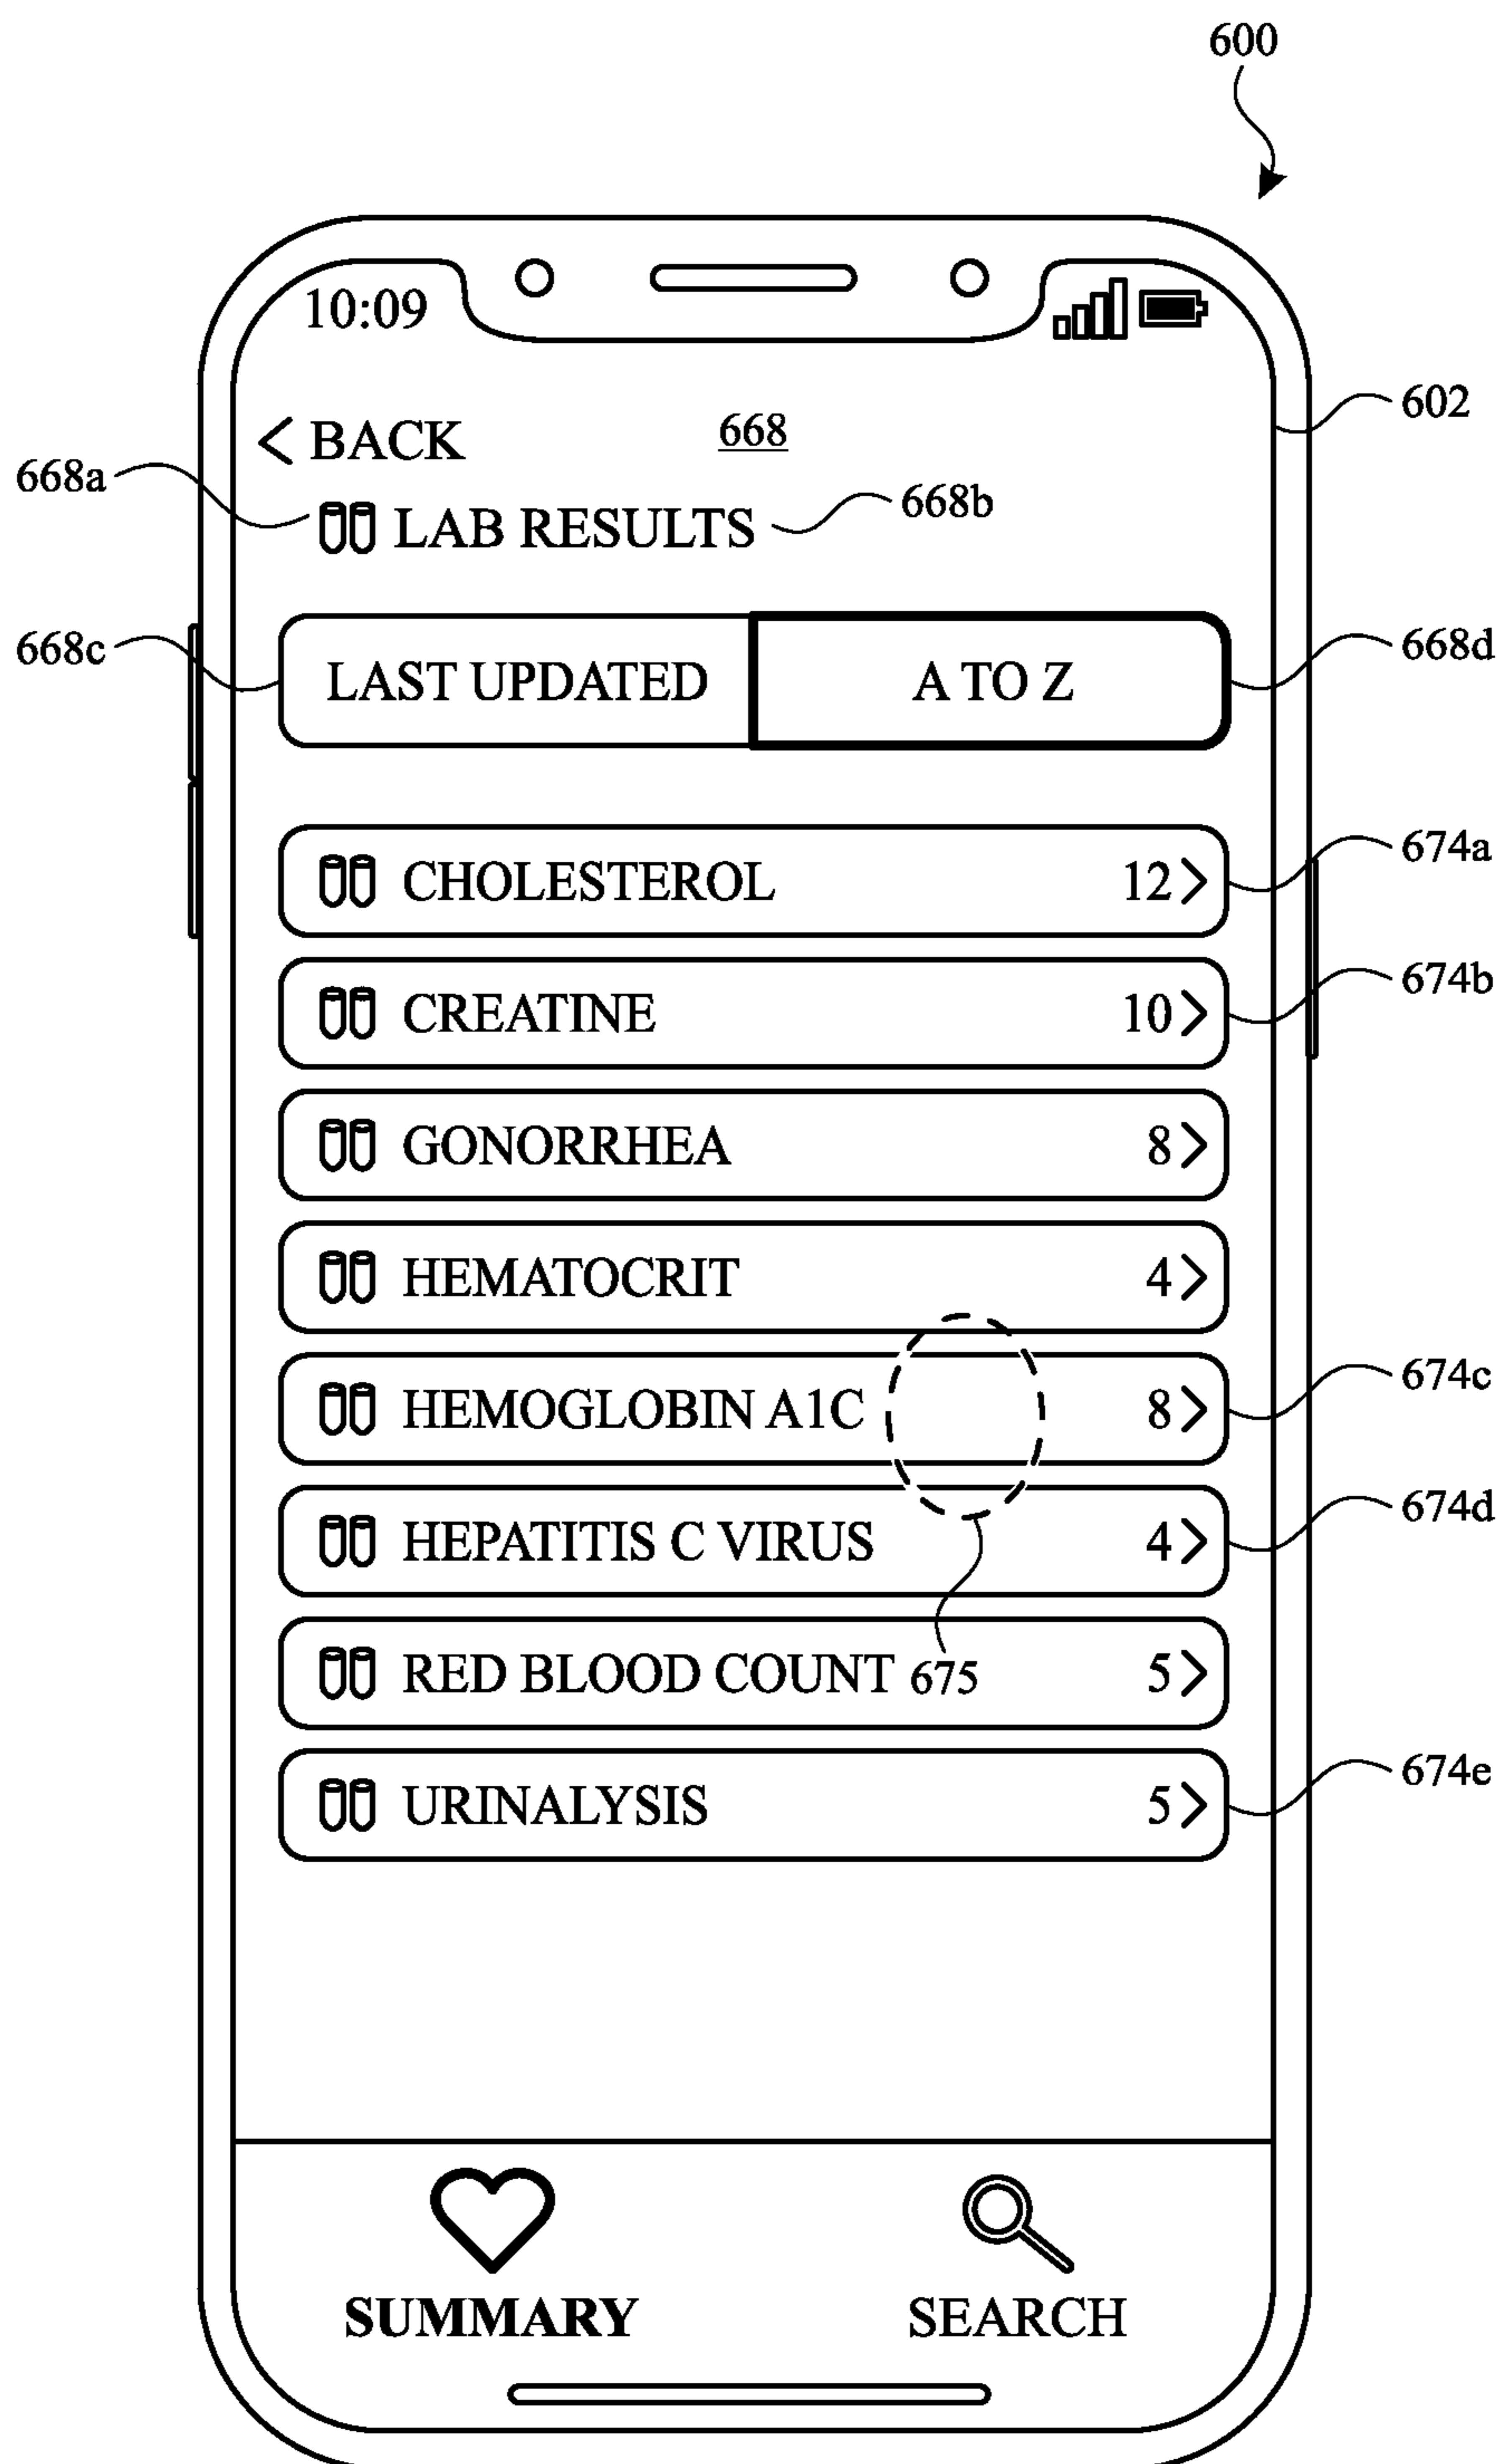 600
10:09
602
< BACK
668
668a
LAB RESULTS
668b
668c
LAST UPDATED
A TO Z
668d
CHOLESTEROL 12 >
674a
CREATINE 10 >
674b
GONORRHEA 8 >
HEMATOCRIT 4 >
HEMOGLOBIN A1C 8 >
674c
HEPATITIS C VIRUS 4 >
674d
RED BLOOD COUNT 5 >
675
URINALYSIS 5 >
674e
SUMMARY
SEARCH